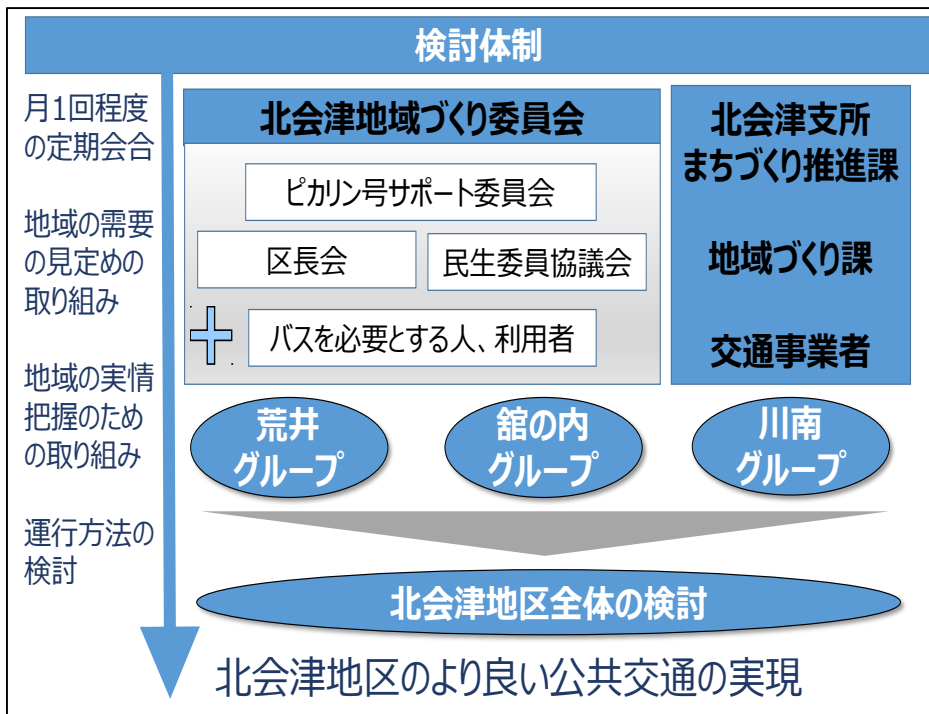 検討体制
月1回程度
の定期会合
地域の需要
の見定めの
取り組み
地域の実情
把握のため
の取り組み
運行方法の
検討
北会津地域づくり委員会
ピカリン号サポート委員会
区長会
民生委員協議会
バスを必要とする人、利用者
北会津支所
まちづくり推進課
地域づくり課
交通事業者
荒井
グループ
舘の内
グループ
川南
グループ
北会津地区全体の検討
北会津地区のより良い公共交通の実現